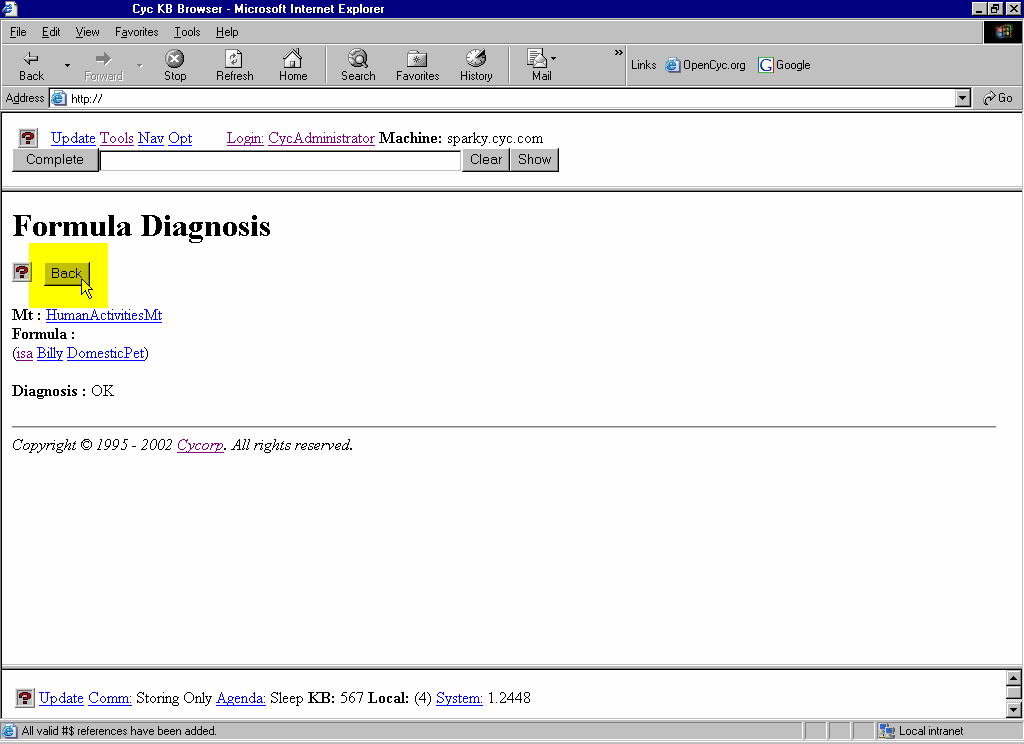 Cyc KB Browser - Microsoft Internet Explorer
File Edit View Favorites Tools Help
Back Forward Stop Refresh Home Search Favorites History Mail » Links OpenCyc.org Google
Address http:// Go
Update Tools Nav Opt Login: CycAdministrator Machine: sparky.cyc.com
Complete Clear Show
Formula Diagnosis
Back
Mt : HumanActivitiesMt
Formula :
(isa Billy DomesticPet)
Diagnosis : OK
Copyright © 1995 - 2002 Cycorp. All rights reserved.
Update Comm: Storing Only Agenda: Sleep KB: 567 Local: (4) System: 1.2448
All valid #$ references have been added. Local intranet